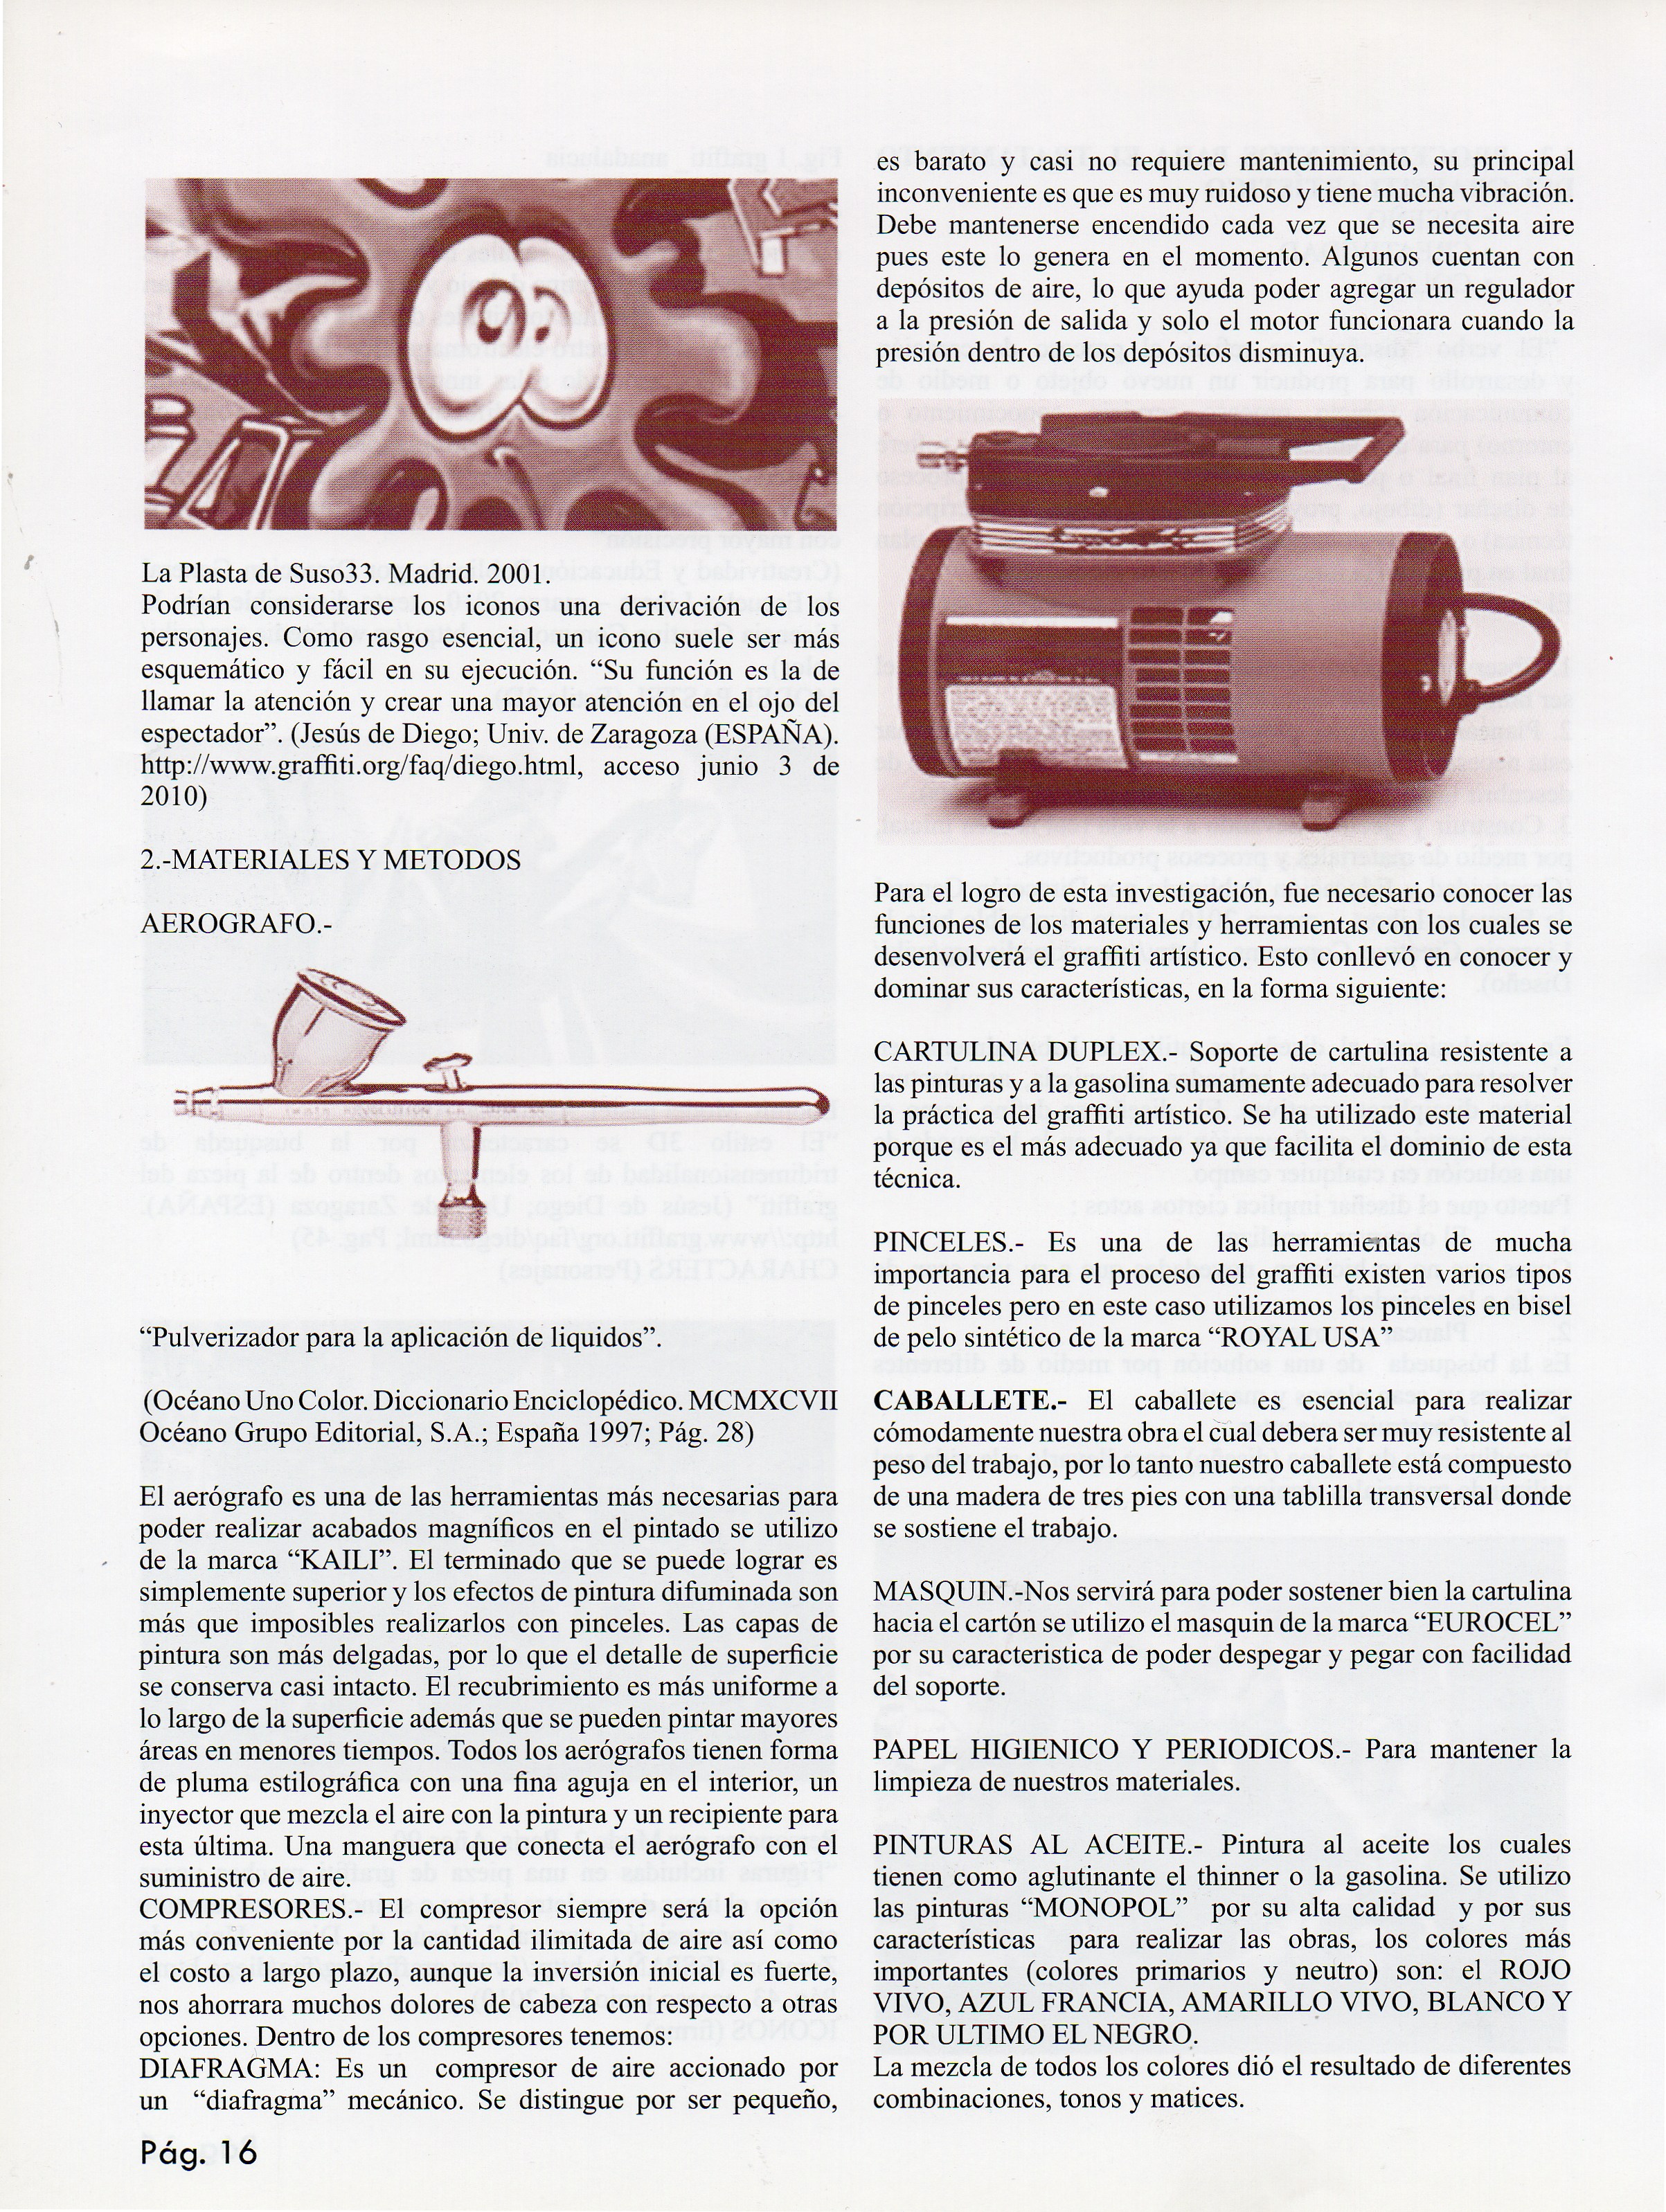 La Plasta de Suso33. Madrid. 2001.
Podrían considerarse los iconos una derivación de los
personajes. Como rasgo esencial, un icono suele ser más
esquemático y fácil en su ejecución. “Su función es la de
llamar la atención y crear una mayor atención en el ojo del
espectador”. (Jesús de Diego; Univ. de Zaragoza (ESPAÑA).
http://www.graffiti.org/faq/diego.html, acceso junio 3 de
2010)
2.-MATERIALES Y METODOS
AEROGRAFO.-
“Pulverizador para la aplicación de liquidos”.
(Océano Uno Color. Diccionario Enciclopédico. MCMXCVII
Océano Grupo Editorial, S.A.; España 1997; Pág. 28)
El aerógrafo es una de las herramientas más necesarias para
poder realizar acabados magníficos en el pintado se utilizo
de la marca “KAILI”. El terminado que se puede lograr es
simplemente superior y los efectos de pintura difuminada son
más que imposibles realizarlos con pinceles. Las capas de
pintura son más delgadas, por lo que el detalle de superficie
se conserva casi intacto. El recubrimiento es más uniforme a
lo largo de la superficie además que se pueden pintar mayores
áreas en menores tiempos. Todos los aerógrafos tienen forma
de pluma estilográfica con una fina aguja en el interior, un
inyector que mezcla el aire con la pintura y un recipiente para
esta última. Una manguera que conecta el aerógrafo con el
suministro de aire.
COMPRESORES.- El compresor siempre será la opción
más conveniente por la cantidad ilimitada de aire así como
el costo a largo plazo, aunque la inversión inicial es fuerte,
nos ahorrara muchos dolores de cabeza con respecto a otras
opciones. Dentro de los compresores tenemos:
DIAFRAGMA: Es un compresor de aire accionado por
un “diafragma” mecánico. Se distingue por ser pequeño,
es barato y casi no requiere mantenimiento, su principal
inconveniente es que es muy ruidoso y tiene mucha vibración.
Debe mantenerse encendido cada vez que se necesita aire
pues este lo genera en el momento. Algunos cuentan con
depósitos de aire, lo que ayuda poder agregar un regulador
a la presión de salida y solo el motor funcionara cuando la
presión dentro de los depósitos disminuya.
Para el logro de esta investigación, fue necesario conocer las
funciones de los materiales y herramientas con los cuales se
desenvolverá el graffiti artístico. Esto conllevó en conocer y
dominar sus características, en la forma siguiente:
CARTULINA DUPLEX.- Soporte de cartulina resistente a
las pinturas y a la gasolina sumamente adecuado para resolver
la práctica del graffiti artístico. Se ha utilizado este material
porque es el más adecuado ya que facilita el dominio de esta
técnica.
PINCELES.- Es una de las herramientas de mucha
importancia para el proceso del graffiti existen varios tipos
de pinceles pero en este caso utilizamos los pinceles en bisel
de pelo sintético de la marca “ROYAL USA”
CABALLETE.- El caballete es esencial para realizar
cómodamente nuestra obra el cual debera ser muy resistente al
peso del trabajo, por lo tanto nuestro caballete está compuesto
de una madera de tres pies con una tablilla transversal donde
se sostiene el trabajo.
MASQUIN.-Nos servirá para poder sostener bien la cartulina
hacia el cartón se utilizo el masquin de la marca “EUROCEL”
por su caracteristica de poder despegar y pegar con facilidad
del soporte.
PAPEL HIGIENICO Y PERIODICOS.- Para mantener la
limpieza de nuestros materiales.
PINTURAS AL ACEITE.- Pintura al aceite los cuales
tienen como aglutinante el thinner o la gasolina. Se utilizo
las pinturas “MONOPOL” por su alta calidad y por sus
características para realizar las obras, los colores más
importantes (colores primarios y neutro) son: el ROJO
VIVO, AZUL FRANCIA, AMARILLO VIVO, BLANCO Y
POR ULTIMO EL NEGRO.
La mezcla de todos los colores dió el resultado de diferentes
combinaciones, tonos y matices.
Pág. 16